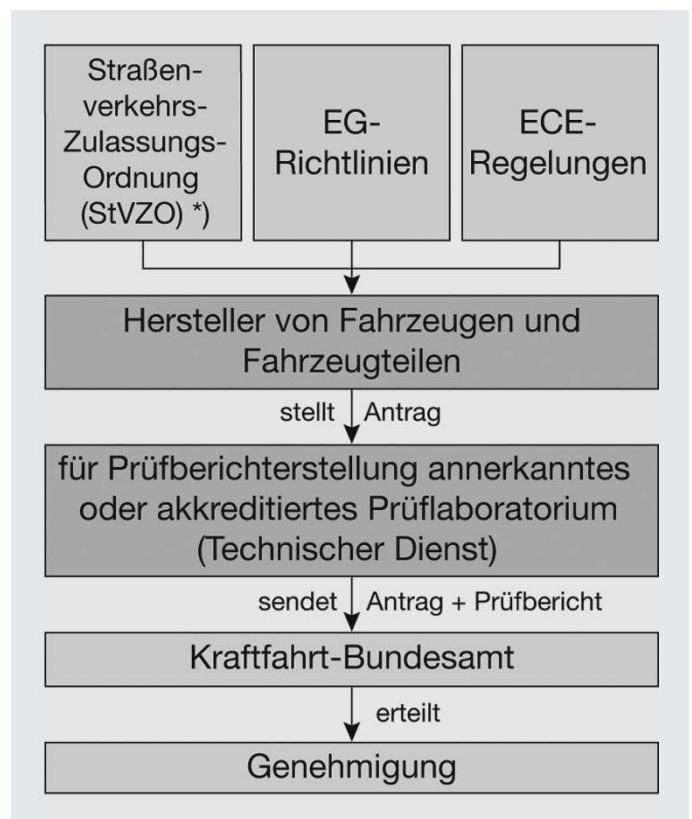 Straßen-
verkehrs-
Zulassungs-
Ordnung
(StVZO) *)
EG-
Richtlinien
ECE-
Regelungen
Hersteller von Fahrzeugen und
Fahrzeugteilen
stellt Antrag
für Prüfberichterstellung annerkanntes
oder akkreditiertes Prüflaboratorium
(Technischer Dienst)
sendet Antrag + Prüfbericht
Kraftfahrt-Bundesamt
erteilt
Genehmigung